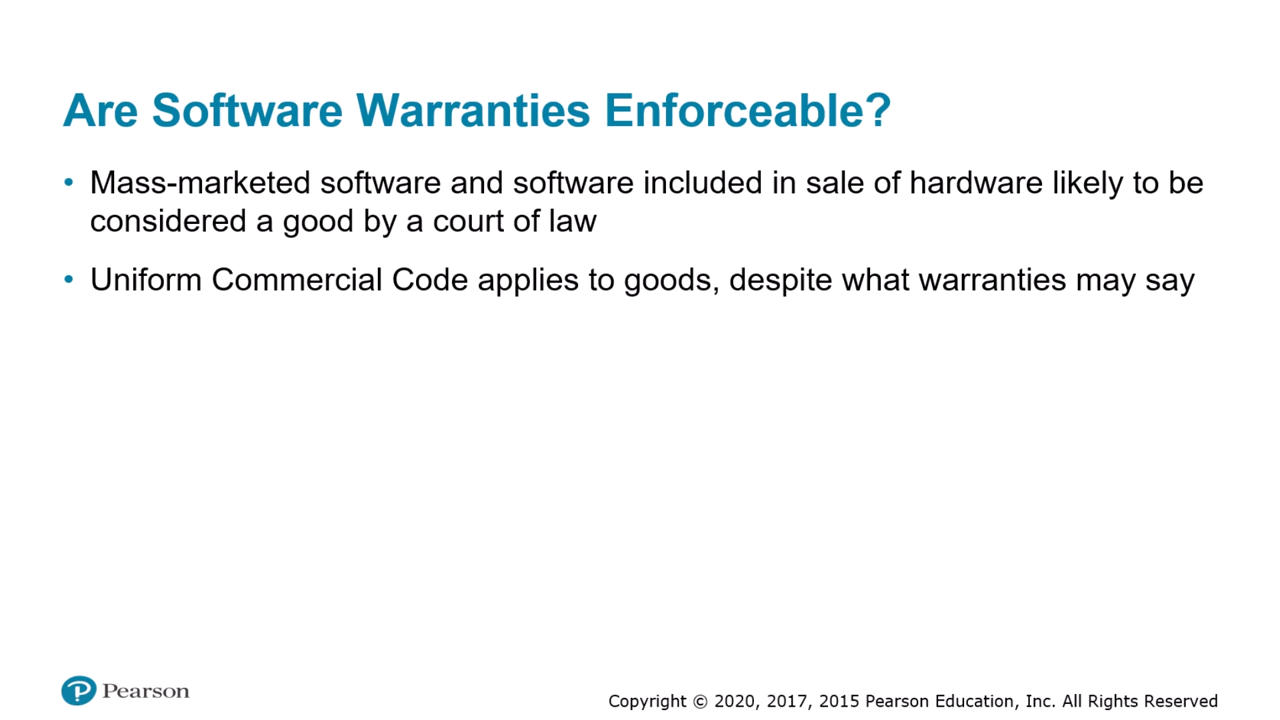 Are Software Warranties Enforceable?
• Mass-marketed software and software included in sale of hardware likely to be
considered a good by a court of law
• Uniform Commercial Code applies to goods, despite what warranties may say
Pearson
Copyright © 2020, 2017, 2015 Pearson Education, Inc. All Rights Reserved